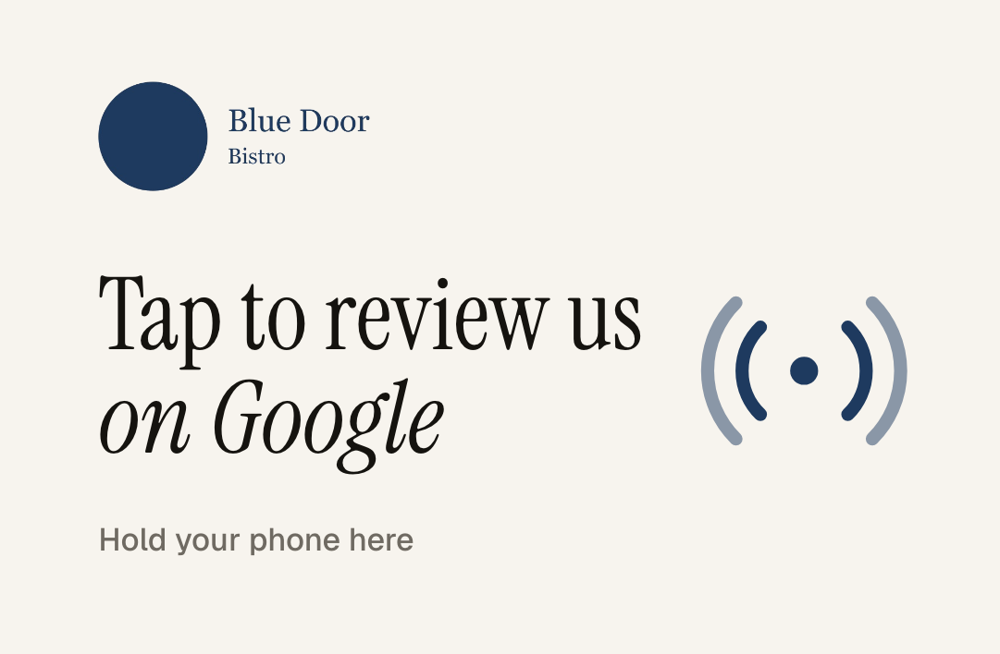 Blue Door
Bistro
Tap to review us
on Google
Hold your phone here